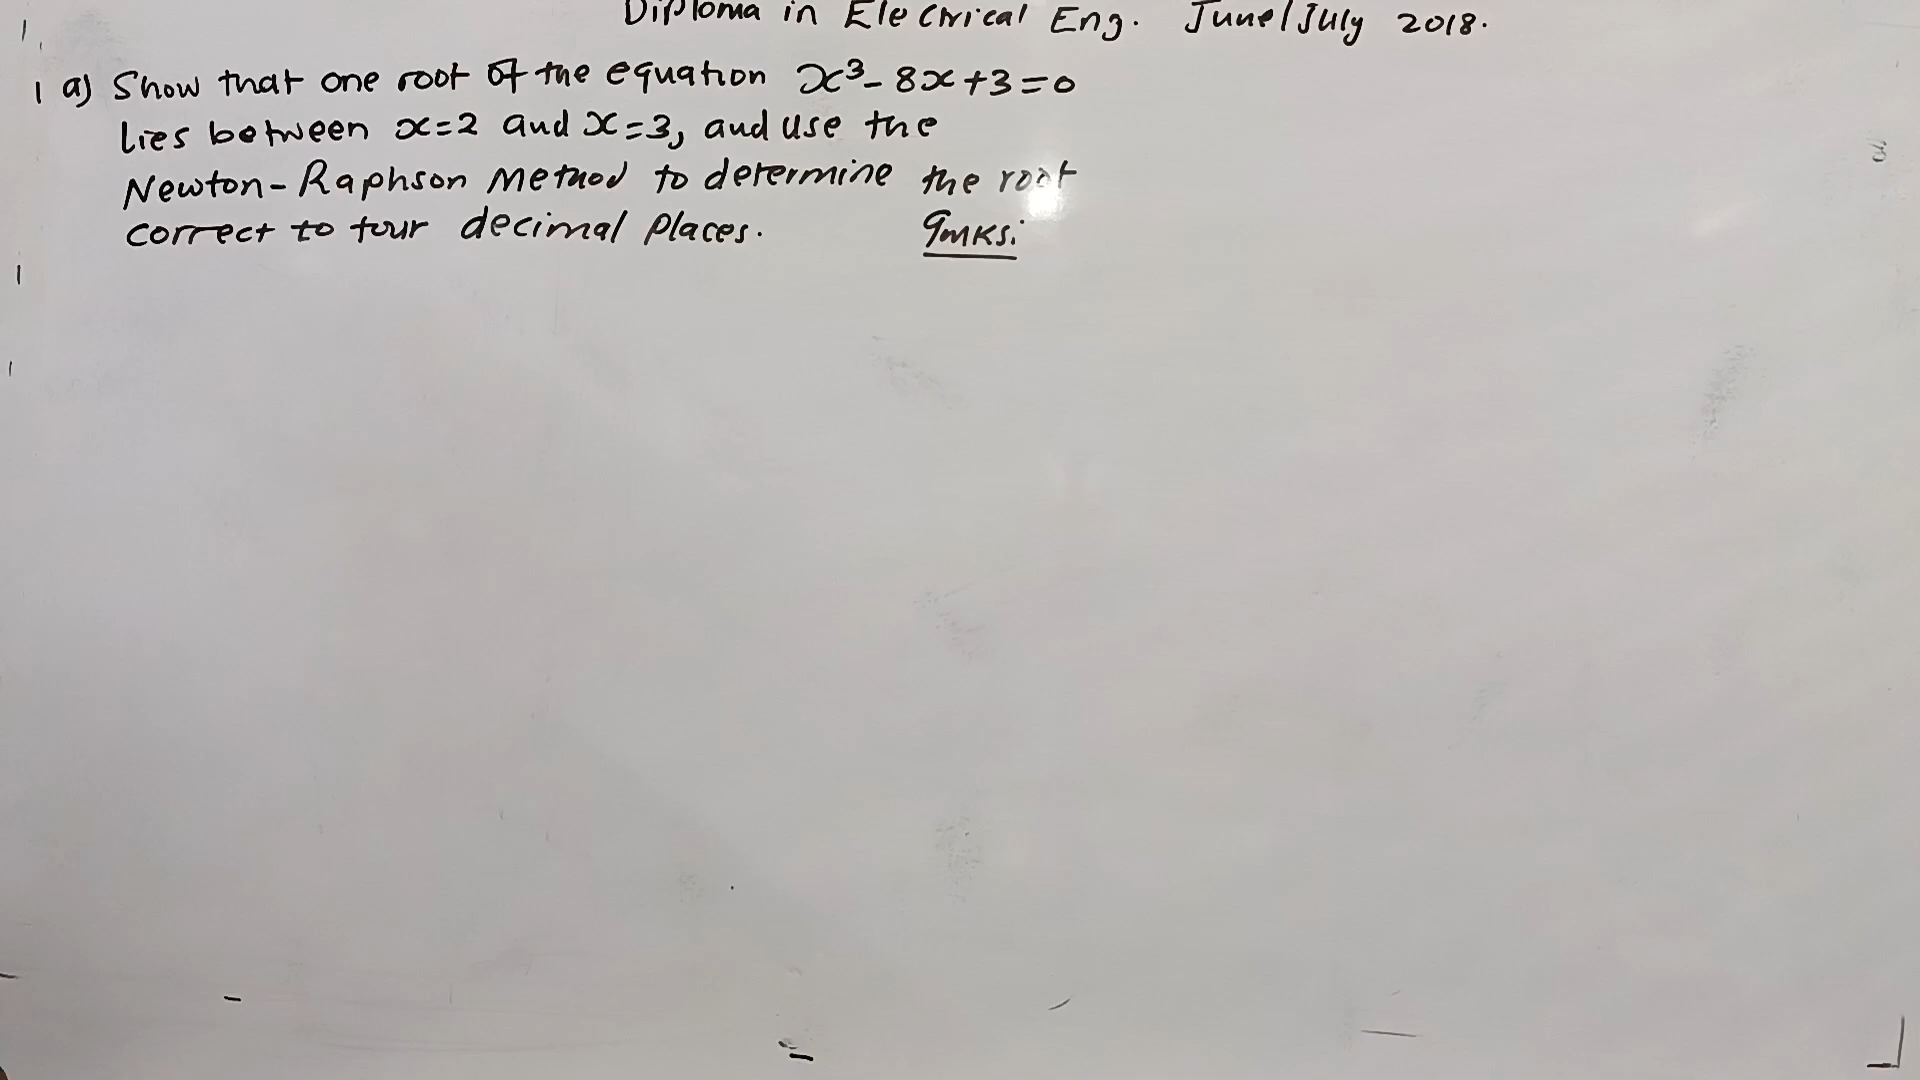 Diploma in Electrical Eng. June/July 2018.
1 a) Show that one root of the equation x³-8x+3=0
lies between x=2 and x=3, and use the
Newton-Raphson Method to determine the root
correct to four decimal places. 9mks.